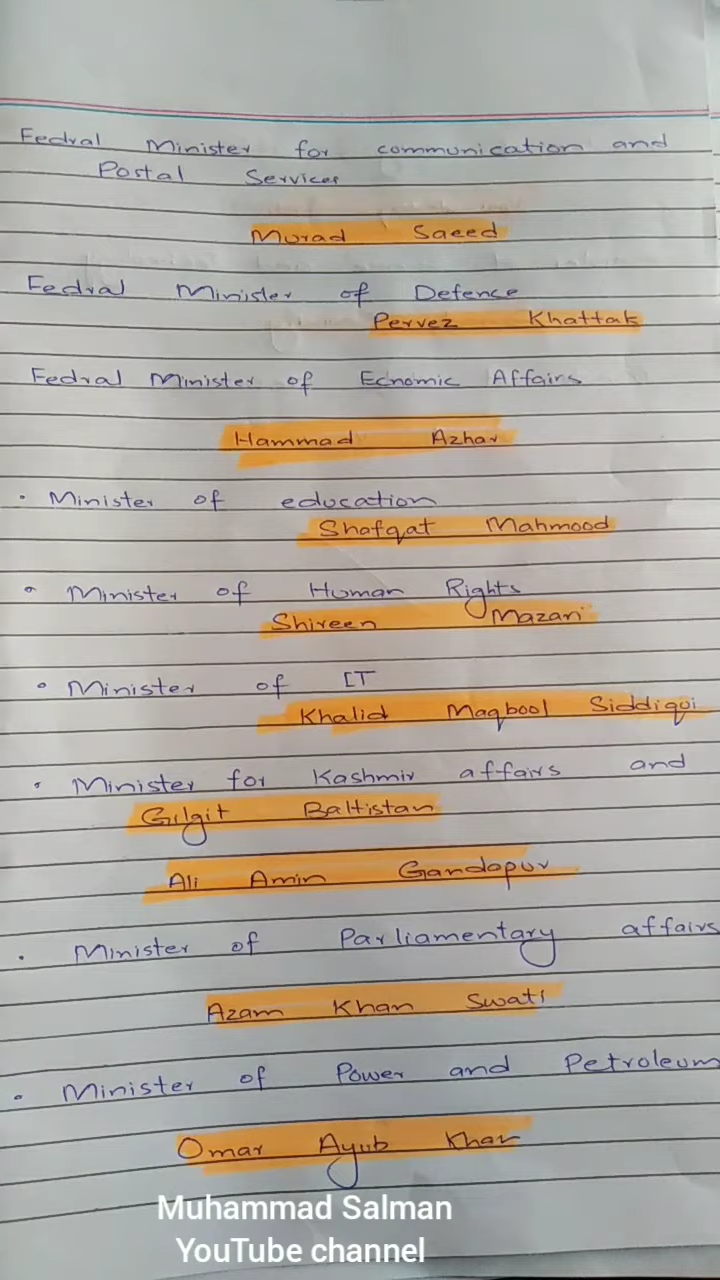 Fedral Minister for communication and
Postal Services
Murad Saeed
Fedral Minister of Defence
Pervez Khattak
Fedral Minister of Ecnomic Affairs
Hammad Azhar
• Minister of education
Shafqat Mahmood
• Minister of Human Rights
Shireen Mazari
• Minister of IT
Khalid Maqbool Siddiqui
• Minister for Kashmir affairs and
Gilgit Baltistan
Ali Amin Gandapur
• Minister of Parliamentary affairs
Azam Khan Swati
• Minister of Power and Petroleum
Omar Ayub Khan
Muhammad Salman
YouTube channel